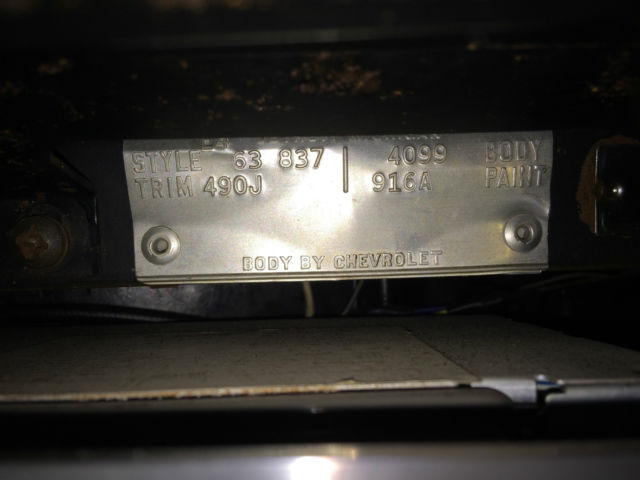 STYLE 63 837 4099 BODY
TRIM 490J 916A PAINT
BODY BY CHEVROLET